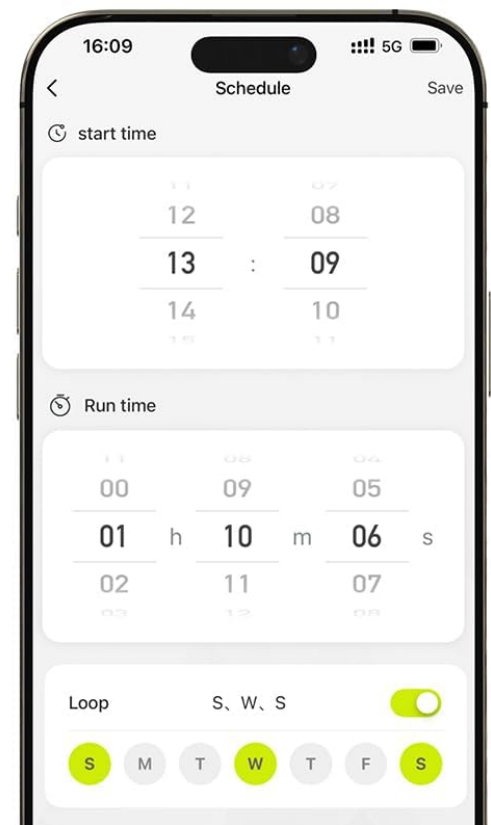 16:09 5G
Schedule Save
start time
12 08
13 : 09
14 10
Run time
00 09 05
01 h 10 m 06 s
02 11 07
Loop S、W、S
S M T W T F S